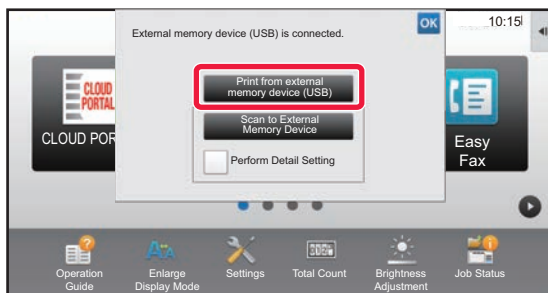 External memory device (USB) is connected.
OK
10:15
Print from external
memory device (USB)
Scan to External
Memory Device
Perform Detail Setting
CLOUD
PORTAL
CLOUD POR
Easy
Fax
Operation
Guide
Enlarge
Display Mode
Settings
Total Count
Brightness
Adjustment
Job Status